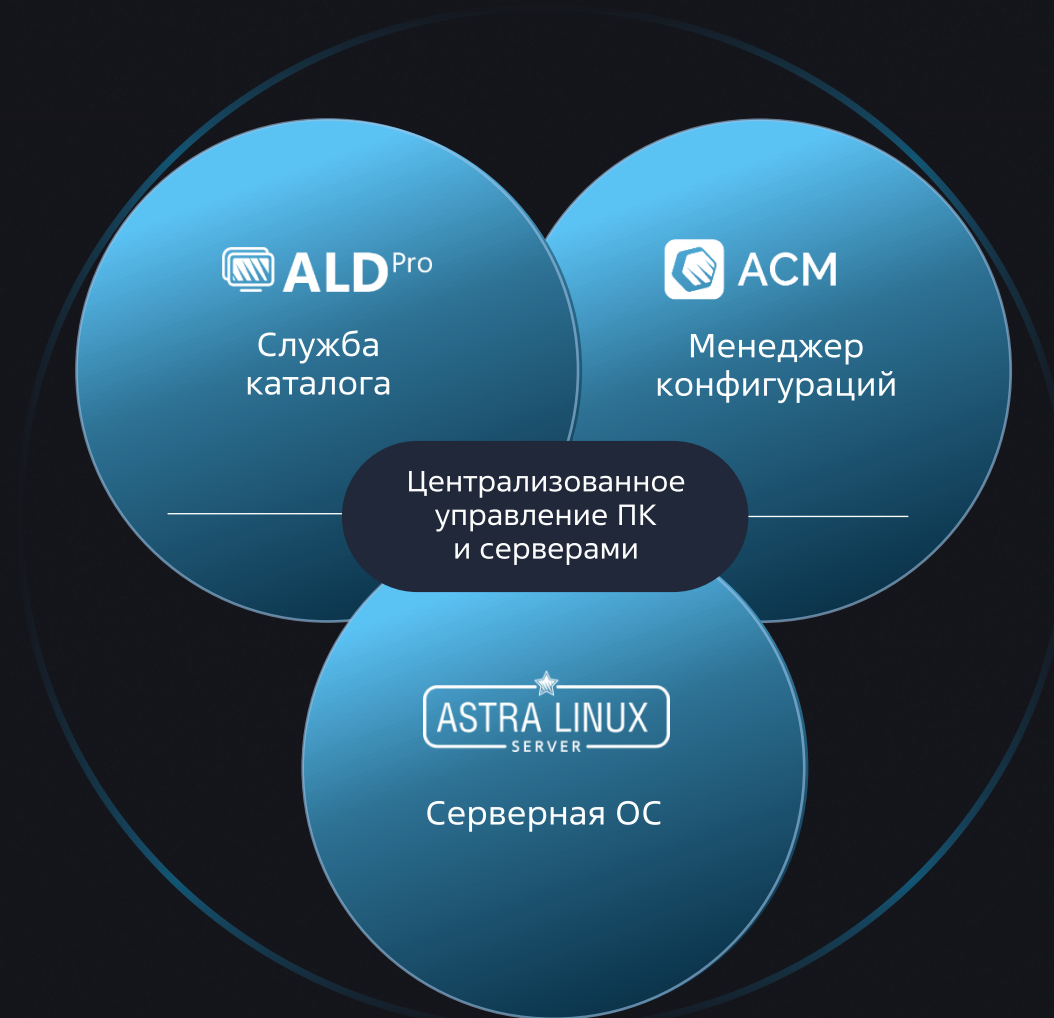 ALD Pro
Служба
каталога
ACM
Менеджер
конфигураций
Централизованное
управление ПК
и серверами
ASTRA LINUX
SERVER
Серверная ОС